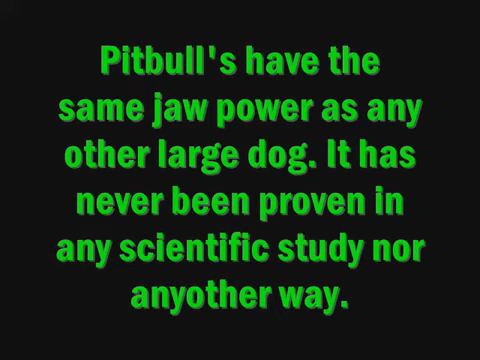 Pitbull's have the
same jaw power as any
other large dog. It has
never been proven in
any scientific study nor
anyother way.